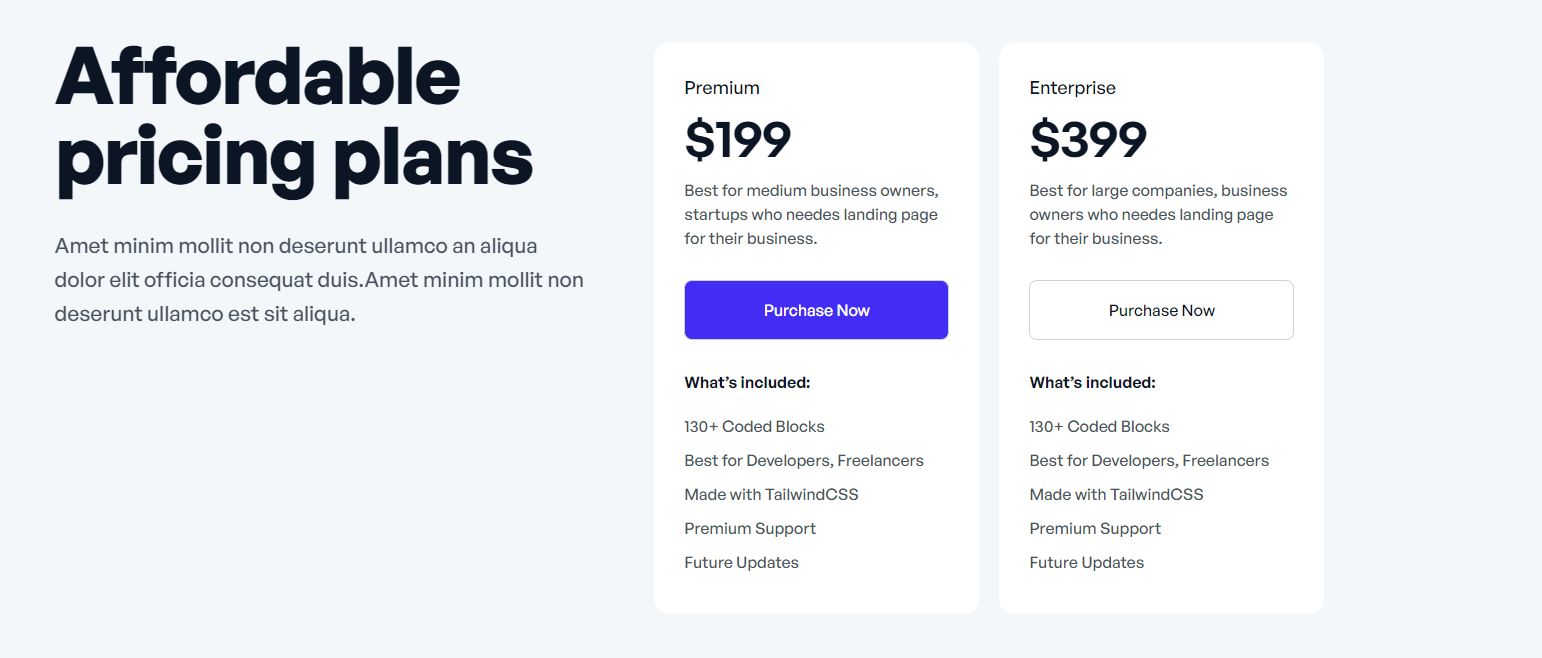 Affordable
pricing plans
Amet minim mollit non deserunt ullamco an aliqua
dolor elit officia consequat duis.Amet minim mollit non
deserunt ullamco est sit aliqua.
Premium
$199
Best for medium business owners,
startups who needes landing page
for their business.
Purchase Now
What’s included:
130+ Coded Blocks
Best for Developers, Freelancers
Made with TailwindCSS
Premium Support
Future Updates
Enterprise
$399
Best for large companies, business
owners who needes landing page
for their business.
Purchase Now
What’s included:
130+ Coded Blocks
Best for Developers, Freelancers
Made with TailwindCSS
Premium Support
Future Updates